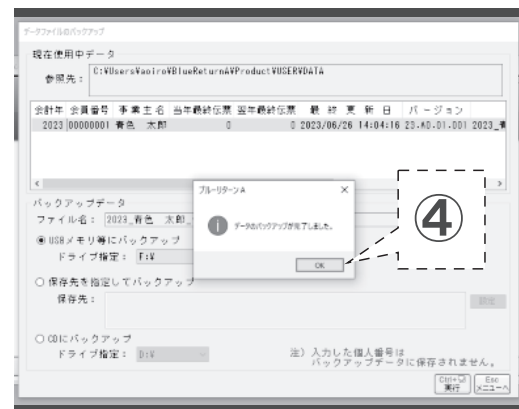 データファイルのバックアップ
現在使用中データ
参照先: C:¥Users¥aoiro¥BlueReturnA¥Product¥USER¥DATA
会計年 会員番号 事業主名 当年最終伝票 翌年最終伝票 最終更新日 バージョン
2023 00000001 青色 太郎 0 0 2023/06/26 14:04:16 23.A0.01.001 2023_青
バックアップデータ
ファイル名: 2023_青色 太郎_
USBメモリ等にバックアップ
ドライブ指定: F:¥
保存先を指定してバックアップ
保存先:
設定
CDにバックアップ
ドライブ指定: D:¥
注) 入力した個人番号は
バックアップデータに保存されません。
Ctrl+
実行
Esc
メニューへ
ブルーリターンA
データのバックアップが完了しました。
OK
④